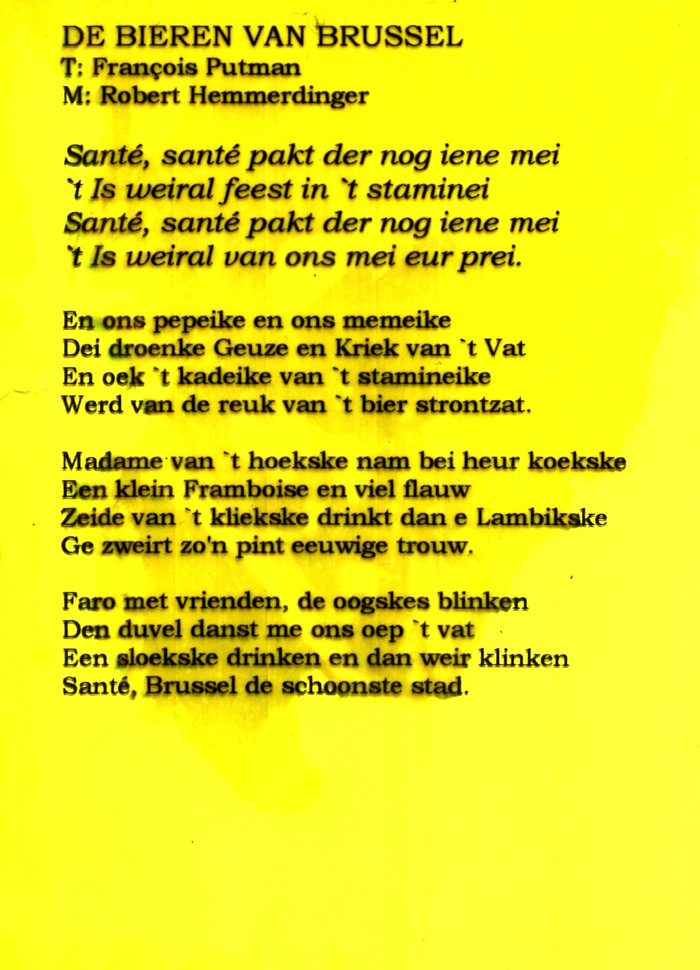 DE BIEREN VAN BRUSSEL
T: François Putman
M: Robert Hemmerdinger
Santé, santé pakt der nog iene mei
`t Is weiral feest in `t staminei
Santé, santé pakt der nog iene mei
`t Is weiral van ons mei eur prei.
En ons pepeike en ons memeike
Dei droenke Geuze en Kriek van `t Vat
En oek `t kadeike van `t stamineike
Werd van de reuk van `t bier strontzat.
Madame van `t hoekske nam bei heur koekske
Een klein Framboise en viel flauw
Zeide van `t kliekske drinkt dan e Lambikske
Ge zweirt zo'n pint eeuwige trouw.
Faro met vrienden, de oogskes blinken
Den duvel danst me ons oep `t vat
Een sloekske drinken en dan weir klinken
Santé, Brussel de schoonste stad.